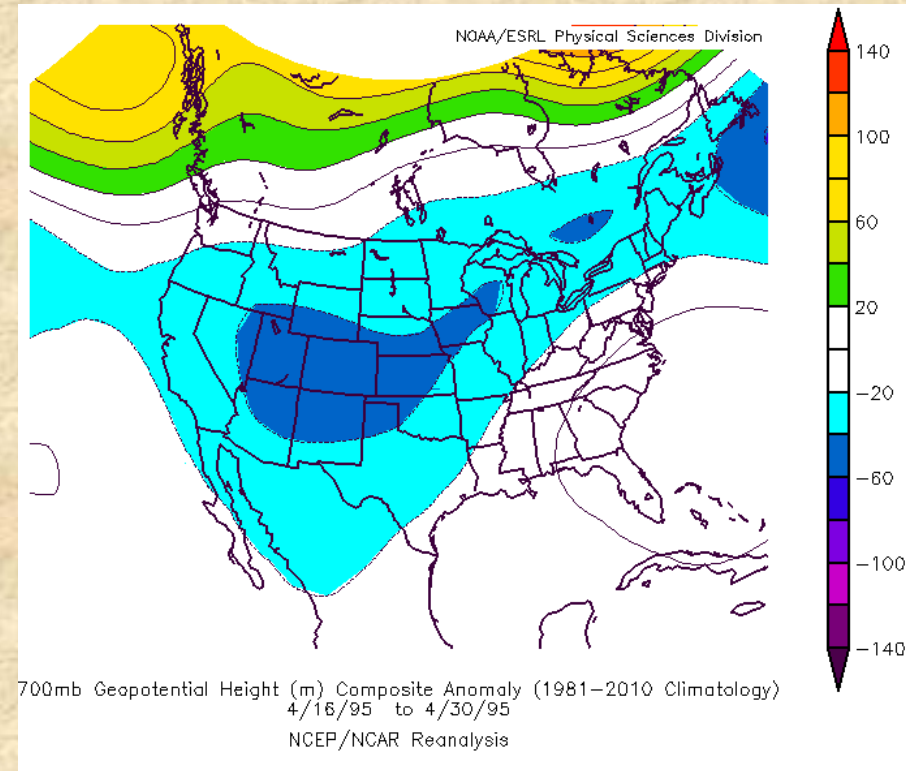 NOAA/ESRL Physical Sciences Division
140
100
60
20
−20
−60
−100
−140
700mb Geopotential Height (m) Composite Anomaly (1981−2010 Climatology)
4/16/95 to 4/30/95
NCEP/NCAR Reanalysis